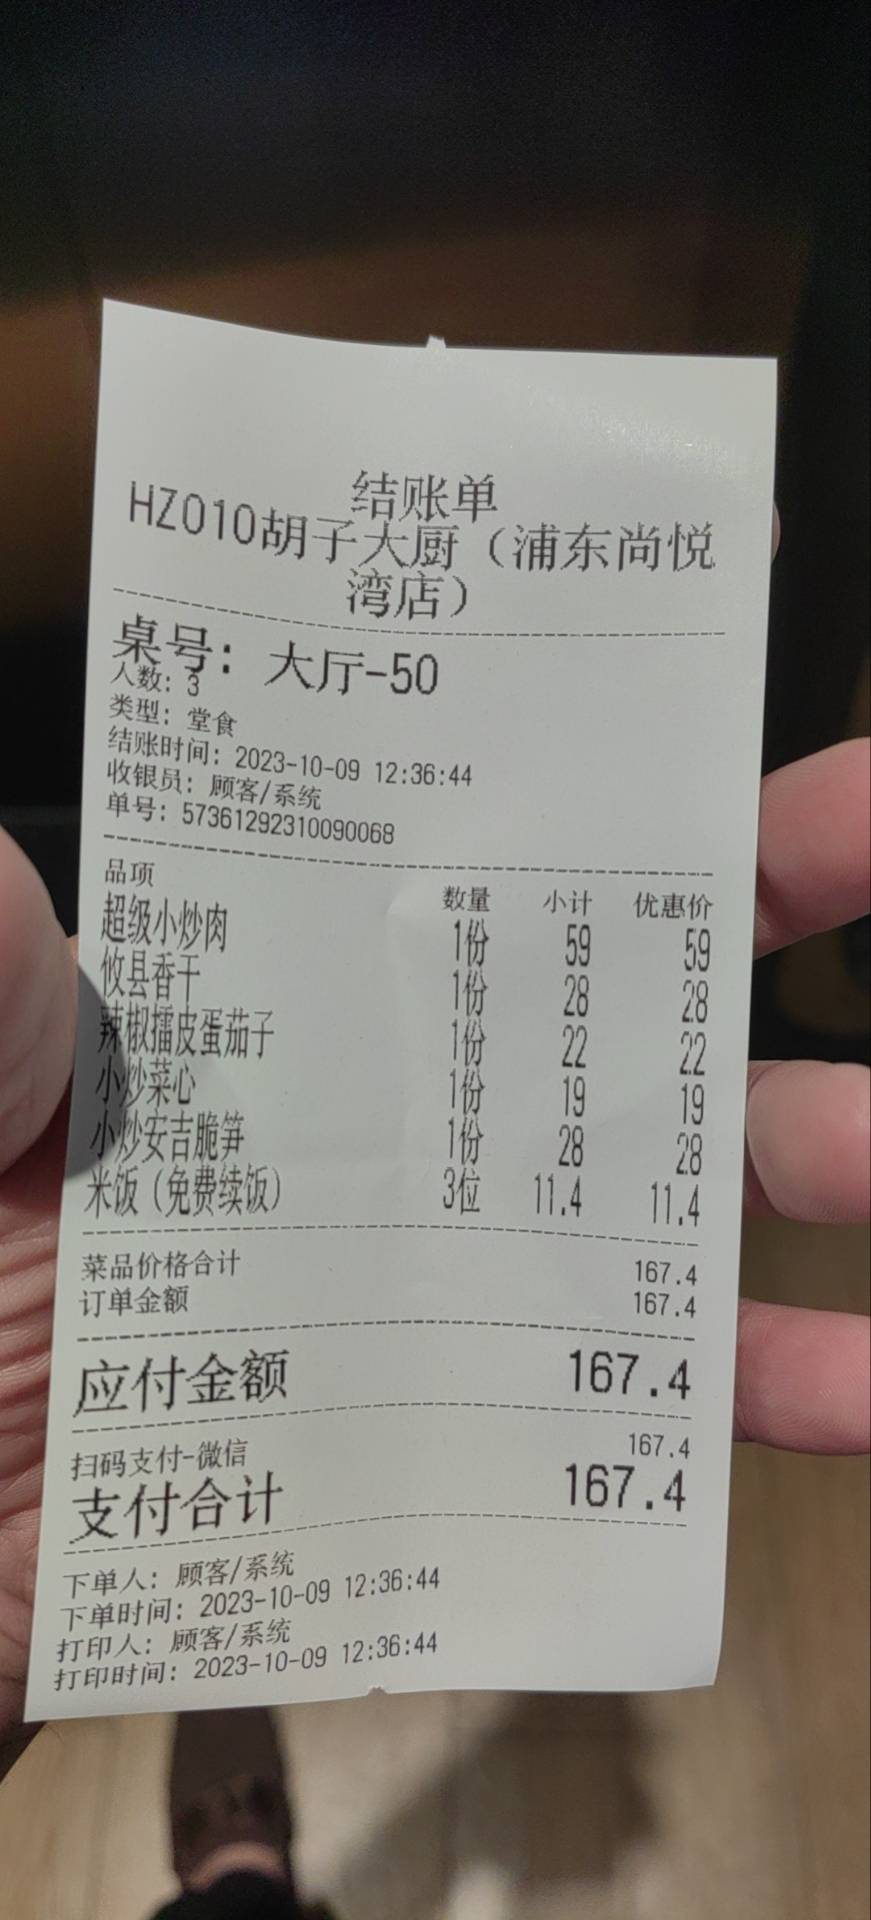 结账单
HZ010胡子大厨（浦东尚悦
湾店）
桌号：大厅-50
人数：3
类型：堂食
结账时间：2023-10-09 12:36:44
收银员：顾客/系统
单号：57361292310090068
品项 数量 小计 优惠价
超级小炒肉 1份 59 59
攸县香干 1份 28 28
辣椒擂皮蛋茄子 1份 22 22
小炒菜心 1份 19 19
小炒安吉脆笋 1份 28 28
米饭（免费续饭） 3位 11.4 11.4
菜品价格合计 167.4
订单金额 167.4
应付金额 167.4
扫码支付-微信 167.4
支付合计 167.4
下单人：顾客/系统
下单时间：2023-10-09 12:36:44
打印人：顾客/系统
打印时间：2023-10-09 12:36:44